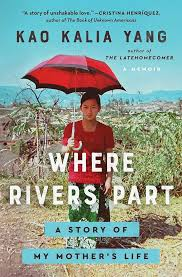 "A story of unshakable love." —CRISTINA HENRÍQUEZ,
author of The Book of Unknown Americans
KAO KALIA YANG
author of
THE LATEHOMECOMER
A MEMOIR
WHERE
RIVERS PART
A STORY OF
MY MOTHER'S LIFE